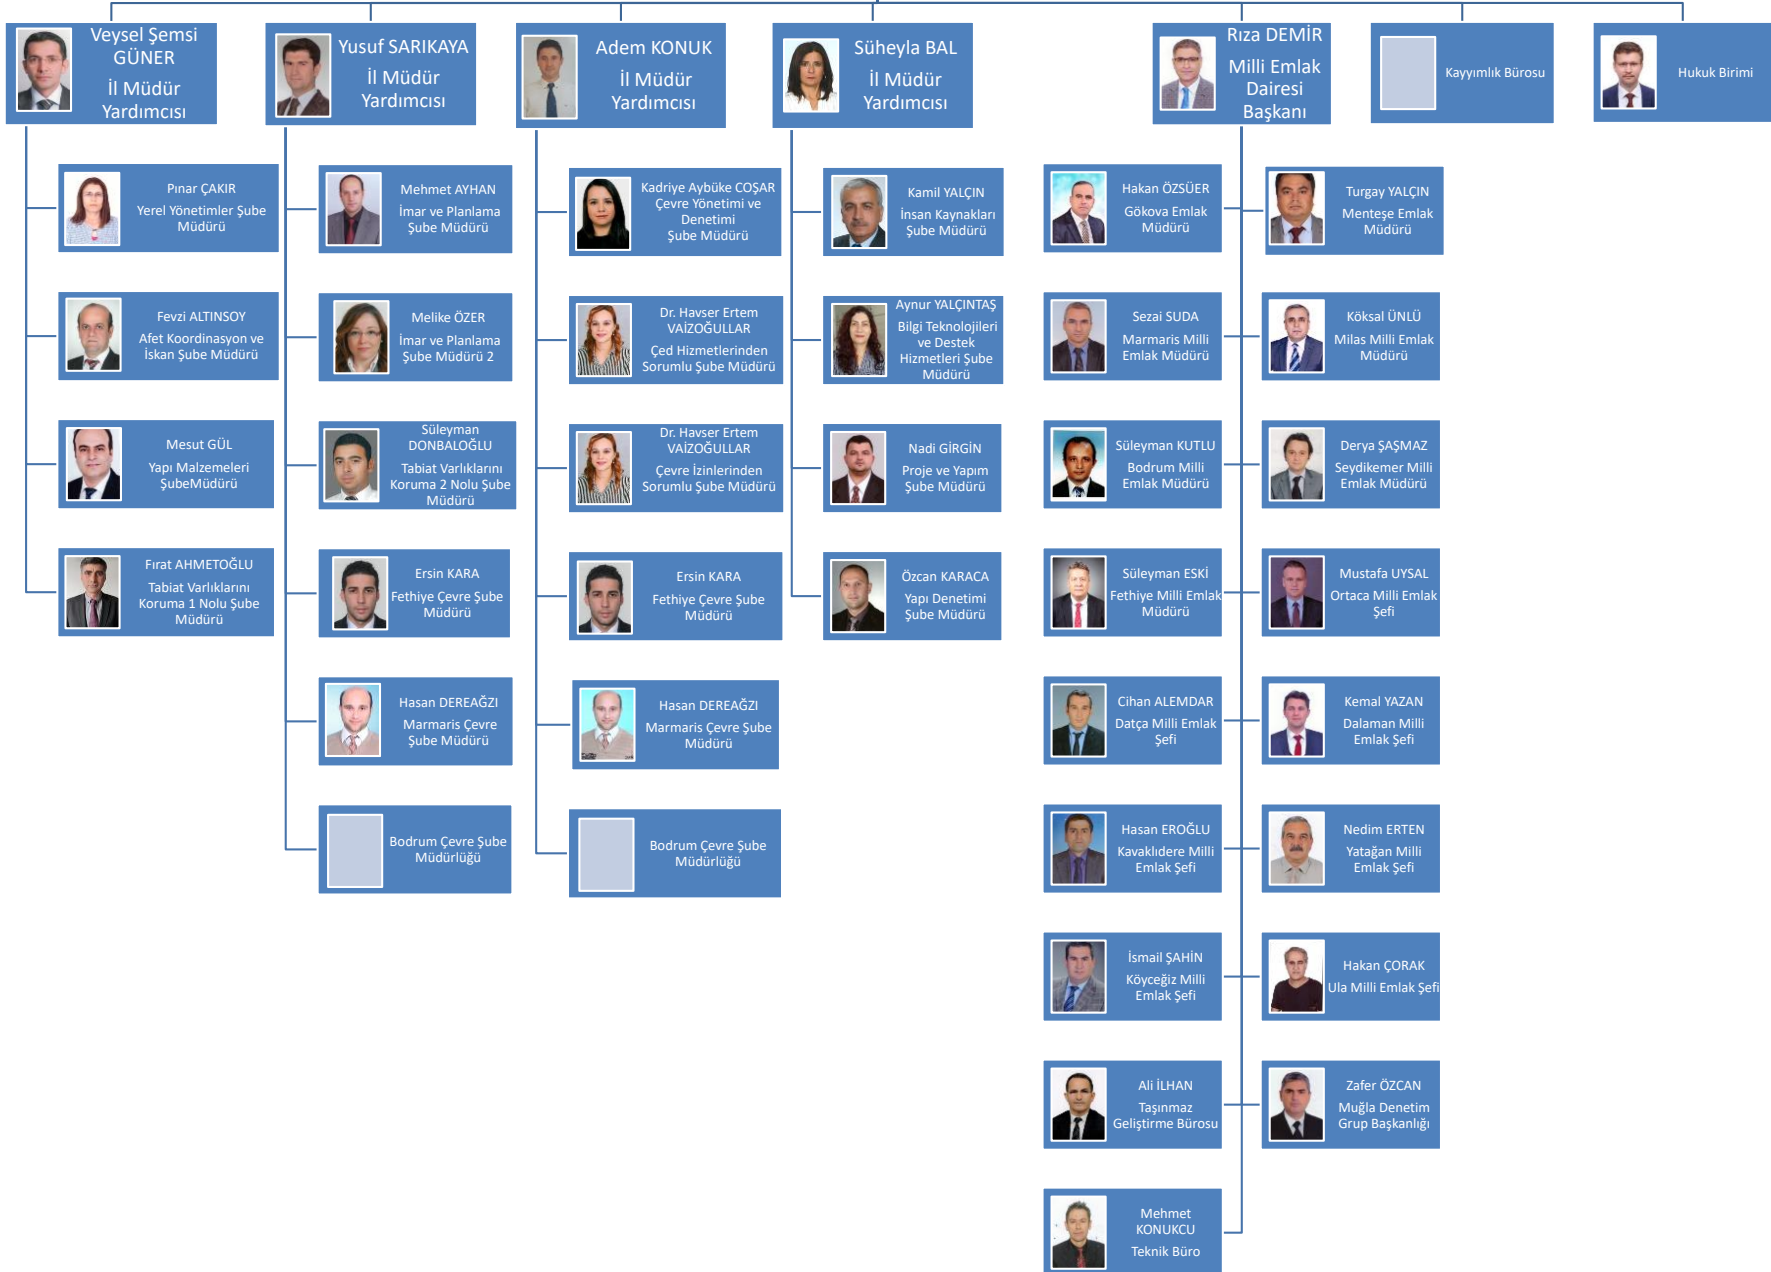 Veysel Şemsi
GÜNER
İl Müdür
Yardımcısı
Yusuf SARIKAYA
İl Müdür
Yardımcısı
Adem KONUK
İl Müdür
Yardımcısı
Süheyla BAL
İl Müdür
Yardımcısı
Rıza DEMİR
Milli Emlak
Dairesi
Başkanı
Kayyımlık Bürosu
Hukuk Birimi
Pınar ÇAKIR
Yerel Yönetimler Şube
Müdürü
Fevzi ALTINSOY
Afet Koordinasyon ve
İskan Şube Müdürü
Mesut GÜL
Yapı Malzemeleri
ŞubeMüdürü
Fırat AHMETOĞLU
Tabiat Varlıklarını
Koruma 1 Nolu Şube
Müdürü
Mehmet AYHAN
İmar ve Planlama
Şube Müdürü
Melike ÖZER
İmar ve Planlama
Şube Müdürü 2
Süleyman
DONBALOĞLU
Tabiat Varlıklarını
Koruma 2 Nolu Şube
Müdürü
Ersin KARA
Fethiye Çevre Şube
Müdürü
Hasan DEREAĞZI
Marmaris Çevre
Şube Müdürü
Bodrum Çevre Şube
Müdürlüğü
Kadriye Aybüke COŞAR
Çevre Yönetimi ve
Denetimi
Şube Müdürü
Dr. Havser Ertem
VAİZOĞULLAR
Çed Hizmetlerinden
Sorumlu Şube Müdürü
Dr. Havser Ertem
VAİZOĞULLAR
Çevre İzinlerinden
Sorumlu Şube Müdürü
Ersin KARA
Fethiye Çevre Şube
Müdürü
Hasan DEREAĞZI
Marmaris Çevre Şube
Müdürü
Bodrum Çevre Şube
Müdürlüğü
Kamil YALÇIN
İnsan Kaynakları
Şube Müdürü
Aynur YALÇINTAŞ
Bilgi Teknolojileri
ve Destek
Hizmetleri Şube
Müdürü
Nadi GİRGİN
Proje ve Yapım
Şube Müdürü
Özcan KARACA
Yapı Denetimi
Şube Müdürü
Hakan ÖZSÜER
Gökova Emlak
Müdürü
Turgay YALÇIN
Menteşe Emlak
Müdürü
Sezai SUDA
Marmaris Milli
Emlak Müdürü
Köksal ÜNLÜ
Milas Milli Emlak
Müdürü
Süleyman KUTLU
Bodrum Milli
Emlak Müdürü
Derya ŞAŞMAZ
Seydikemer Milli
Emlak Müdürü
Süleyman ESKİ
Fethiye Milli Emlak
Müdürü
Mustafa UYSAL
Ortaca Milli Emlak
Şefi
Cihan ALEMDAR
Datça Milli Emlak
Şefi
Kemal YAZAN
Dalaman Milli
Emlak Şefi
Hasan EROĞLU
Kavaklıdere Milli
Emlak Şefi
Nedim ERTEN
Yatağan Milli
Emlak Şefi
İsmail ŞAHİN
Köyceğiz Milli
Emlak Şefi
Hakan ÇORAK
Ula Milli Emlak Şefi
Ali İLHAN
Taşınmaz
Geliştirme Bürosu
Zafer ÖZCAN
Muğla Denetim
Grup Başkanlığı
Mehmet
KONUKCU
Teknik Büro